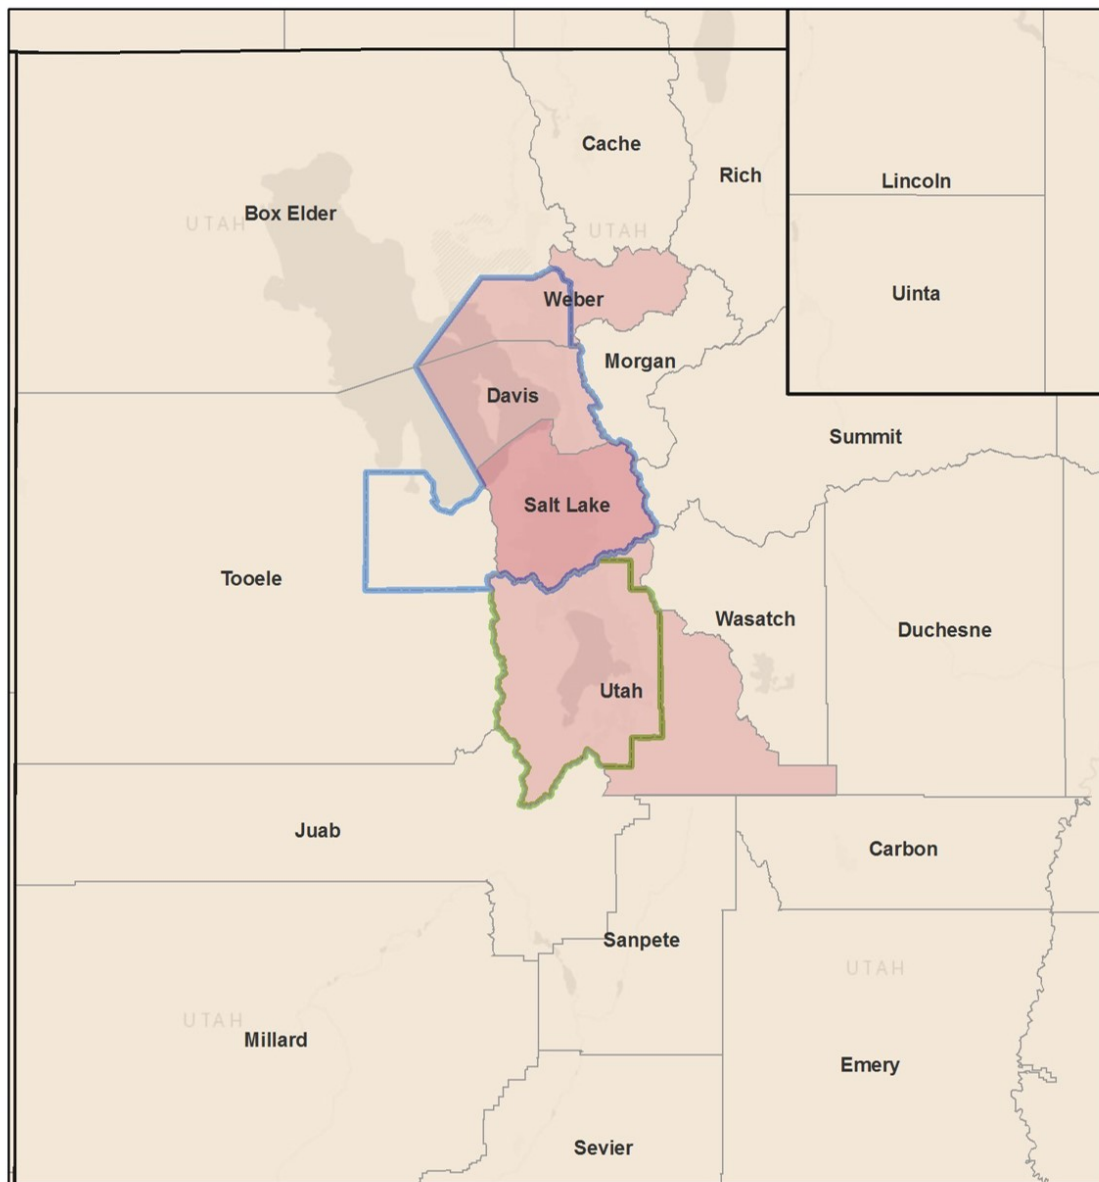 Cache
Rich
Lincoln
Box Elder
UTAH
UTAH
Uinta
Weber
Morgan
Davis
Summit
Salt Lake
Tooele
Wasatch
Duchesne
Utah
Juab
Carbon
Sanpete
UTAH
UTAH
Millard
Emery
Sevier